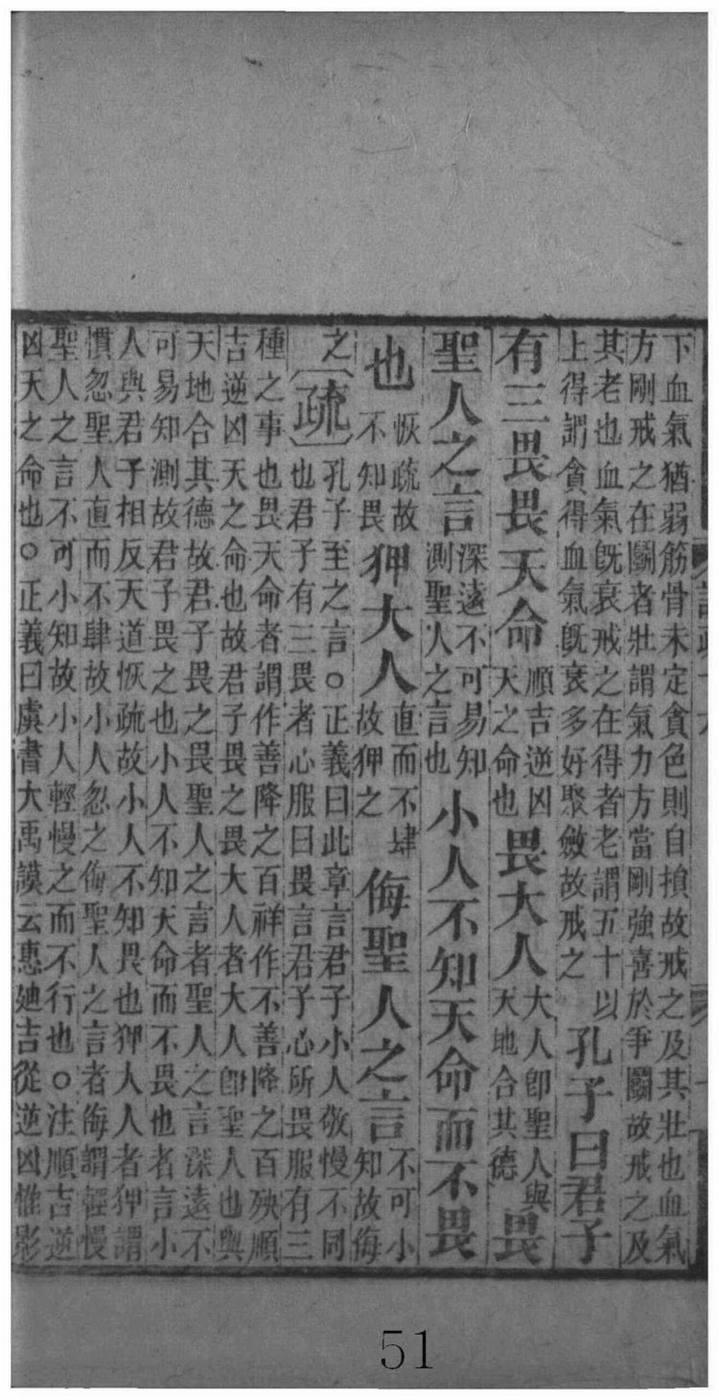 下血氣猶弱筋骨未定貪色則自損故戒之及其壯也血氣
方剛戒之在鬭者壯謂氣力方當剛強喜於爭鬭故戒之及
其老也血氣旣衰戒之在得者老謂五十以
上得謂貪得血氣旣衰多好聚斂故戒之
孔子曰君子
有三畏畏天命
順吉逆凶
天之命也
畏大人
大人卽聖人與
天地合其德
畏
聖人之言
深遠不可易知
測聖人之言也
小人不知天命而不畏
也
恢疏故
不知畏
狎大人
直而不肆
故狎之
侮聖人之言
不可小
知故侮
之
疏
孔子至之言○正義曰此章言君子小人敬慢不同
也君子有三畏者心服曰畏言君子心所畏服有三
種之事也畏天命者謂作善降之百祥作不善降之百殃順
吉逆凶天之命也故君子畏之畏大人者大人卽聖人也與
天地合其德故君子畏之畏聖人之言者聖人之言深遠不
可易知測故君子畏之也小人不知天命而不畏也者言小
人與君子相反天道恢疏故小人不知畏也狎大人者狎謂
慣忽聖人直而不肆故小人忽之侮聖人之言者侮謂輕慢
聖人之言不可小知故小人輕慢之而不行也○注順吉逆
凶天之命也○正義曰虞書大禹謨云惠迪吉從逆凶惟影
51